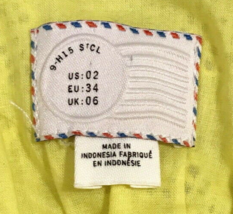 9-H15 STCL
US:02
EU:34
UK:06
MADE IN
INDONESIA FABRIQUÉ
EN INDONÉSIE